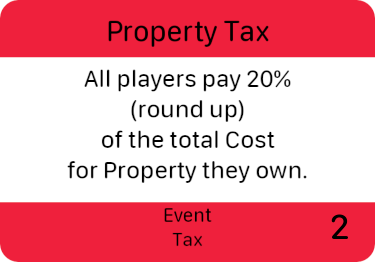 Property Tax
All players pay 20%
(round up)
of the total Cost
for Property they own.
Event
Tax
2